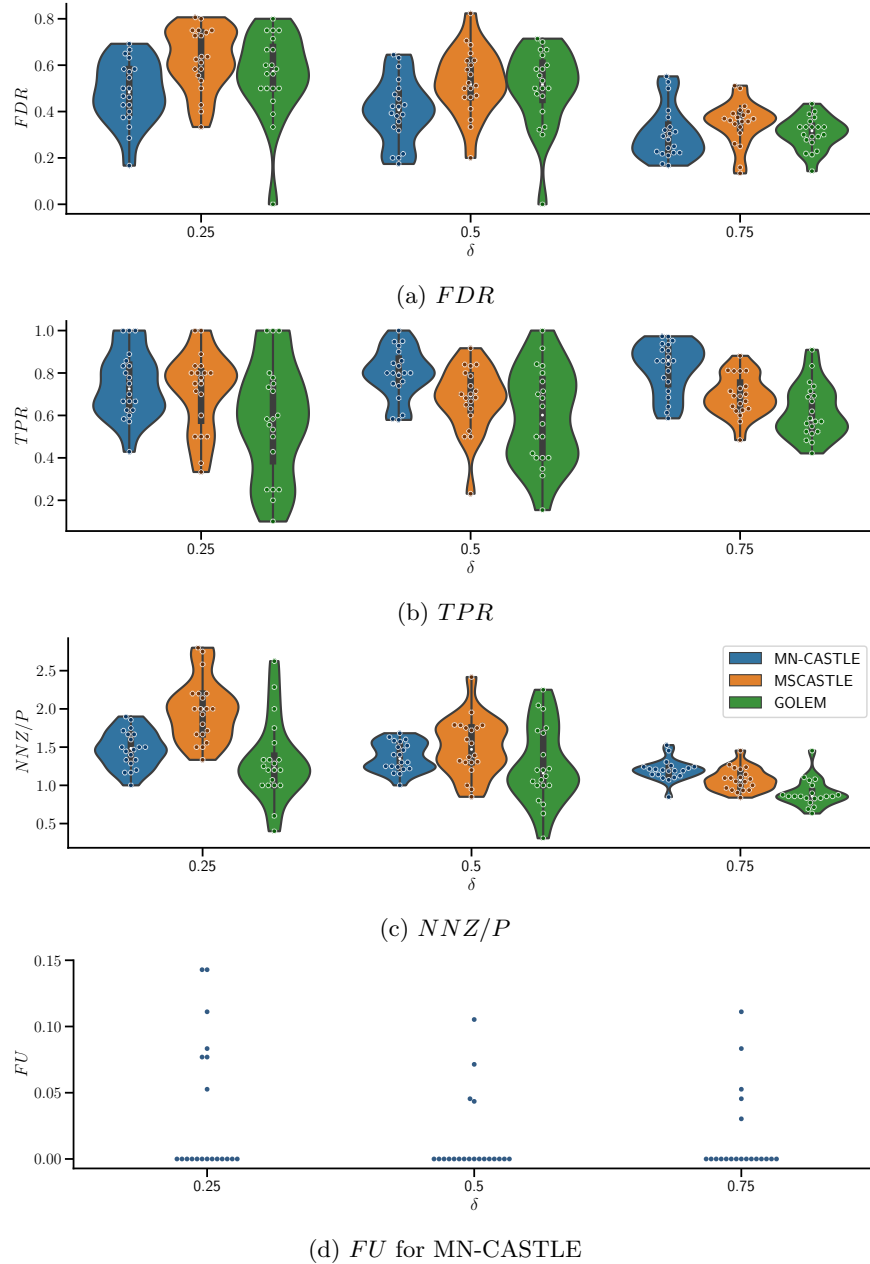 0.8
0.6
0.4
0.2
0.0
FDR
0.25
0.5
0.75
δ
(a) FDR
1.0
0.8
0.6
0.4
0.2
TPR
0.25
0.5
0.75
δ
(b) TPR
2.5
2.0
1.5
1.0
0.5
NNZ/P
MN-CASTLE
MSCASTLE
GOLEM
0.25
0.5
0.75
δ
(c) NNZ/P
0.15
0.10
0.05
0.00
FU
0.25
0.5
0.75
δ
(d) FU for MN-CASTLE